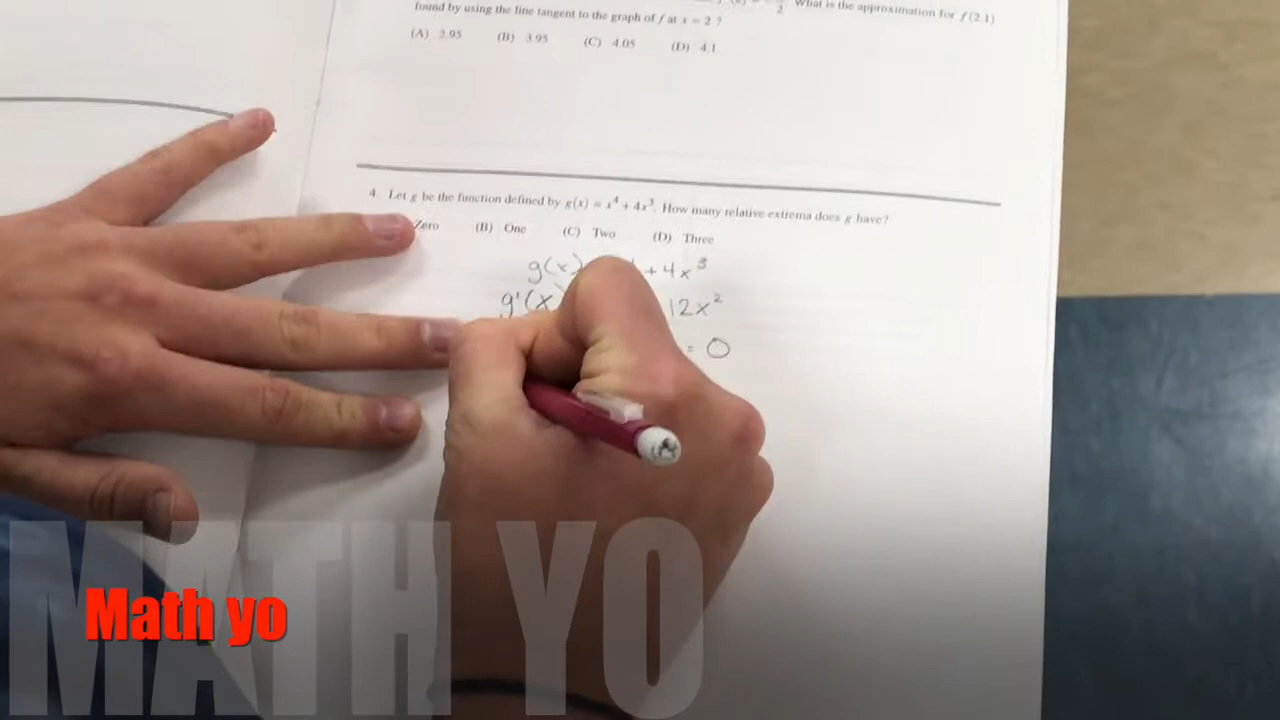 What is the approximation for f(2.1)
found by using the line tangent to the graph of f at x = 2 ?
(A) 2.95 (B) 3.95 (C) 4.05 (D) 4.1
4. Let g be the function defined by g(x) = x⁴ + 4x³. How many relative extrema does g have?
Zero (B) One (C) Two (D) Three
g(x) + 4x³
g'(x 12x²
= 0
MATH YO
Math yo